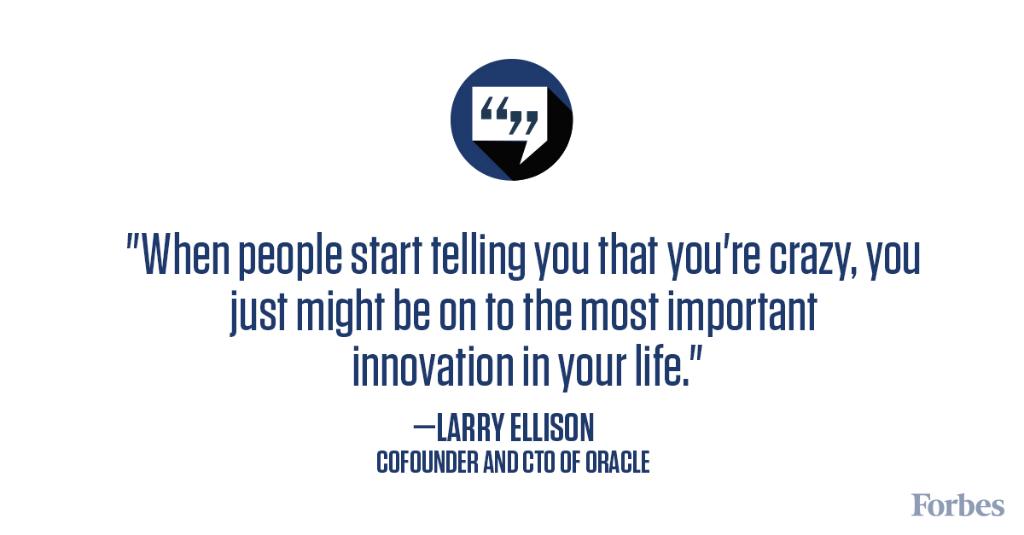 "When people start telling you that you're crazy, you
just might be on to the most important
innovation in your life."
—LARRY ELLISON
COFOUNDER AND CTO OF ORACLE
Forbes